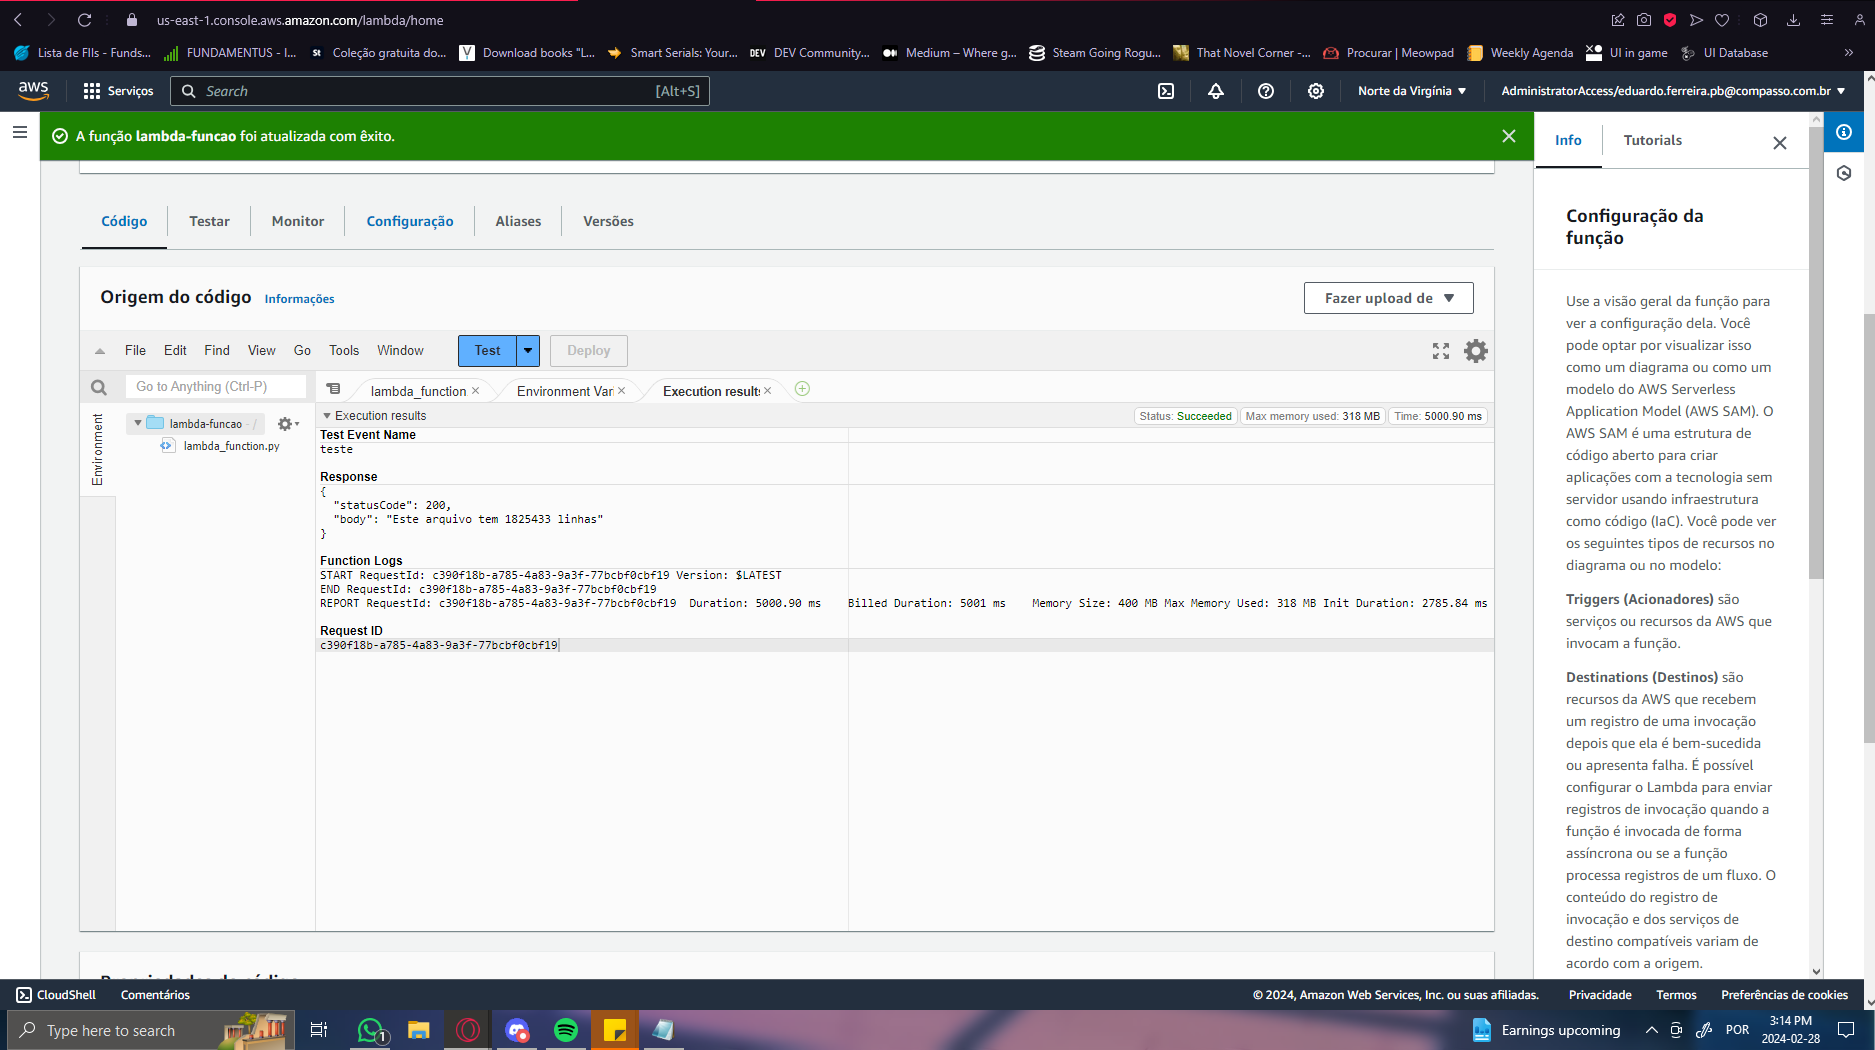 us-east-1.console.aws.amazon.com/lambda/home
Lista de FIIs - Funds...
FUNDAMENTUS - I...
St
Coleção gratuita do...
V
Download books "L...
Smart Serials: Your...
DEV
DEV Community,...
Medium – Where g...
Steam Going Rogu...
That Novel Corner -...
Procurar | Meowpad
Weekly Agenda
UI in game
UI Database
»
aws
Serviços
Search
[Alt+S]
Norte da Virgínia
AdministratorAccess/eduardo.ferreira.pb@compasso.com.br
A função lambda-funcao foi atualizada com êxito.
Info
Tutorials
Código
Testar
Monitor
Configuração
Aliases
Versões
Origem do código
Informações
Fazer upload de
File
Edit
Find
View
Go
Tools
Window
Test
Deploy
Go to Anything (Ctrl-P)
lambda_function
Environment Vari
Execution results
Environment
lambda-funcao - /
lambda_function.py
Execution results
Status: Succeeded
Max memory used: 318 MB
Time: 5000.90 ms
Test Event Name
teste
Response
{
"statusCode": 200,
"body": "Este arquivo tem 1825433 linhas"
}
Function Logs
START RequestId: c390f18b-a785-4a83-9a3f-77bcbf0cbf19 Version: $LATEST
END RequestId: c390f18b-a785-4a83-9a3f-77bcbf0cbf19
REPORT RequestId: c390f18b-a785-4a83-9a3f-77bcbf0cbf19 Duration: 5000.90 ms Billed Duration: 5001 ms Memory Size: 400 MB Max Memory Used: 318 MB Init Duration: 2785.84 ms
Request ID
c390f18b-a785-4a83-9a3f-77bcbf0cbf19
Configuração da
função
Use a visão geral da função para
ver a configuração dela. Você
pode optar por visualizar isso
como um diagrama ou como um
modelo do AWS Serverless
Application Model (AWS SAM). O
AWS SAM é uma estrutura de
código aberto para criar
aplicações com a tecnologia sem
servidor usando infraestrutura
como código (IaC). Você pode ver
os seguintes tipos de recursos no
diagrama ou no modelo:
Triggers (Acionadores) são
serviços ou recursos da AWS que
invocam a função.
Destinations (Destinos) são
recursos da AWS que recebem
um registro de uma invocação
depois que ela é bem-sucedida
ou apresenta falha. É possível
configurar o Lambda para enviar
registros de invocação quando a
função é invocada de forma
assíncrona ou se a função
processa registros de um fluxo. O
conteúdo do registro de
invocação e dos serviços de
destino compatíveis variam de
acordo com a origem.
Propriedades do código
CloudShell
Comentários
© 2024, Amazon Web Services, Inc. ou suas afiliadas.
Privacidade
Termos
Preferências de cookies
Type here to search
1
Earnings upcoming
POR
3:14 PM
2024-02-28